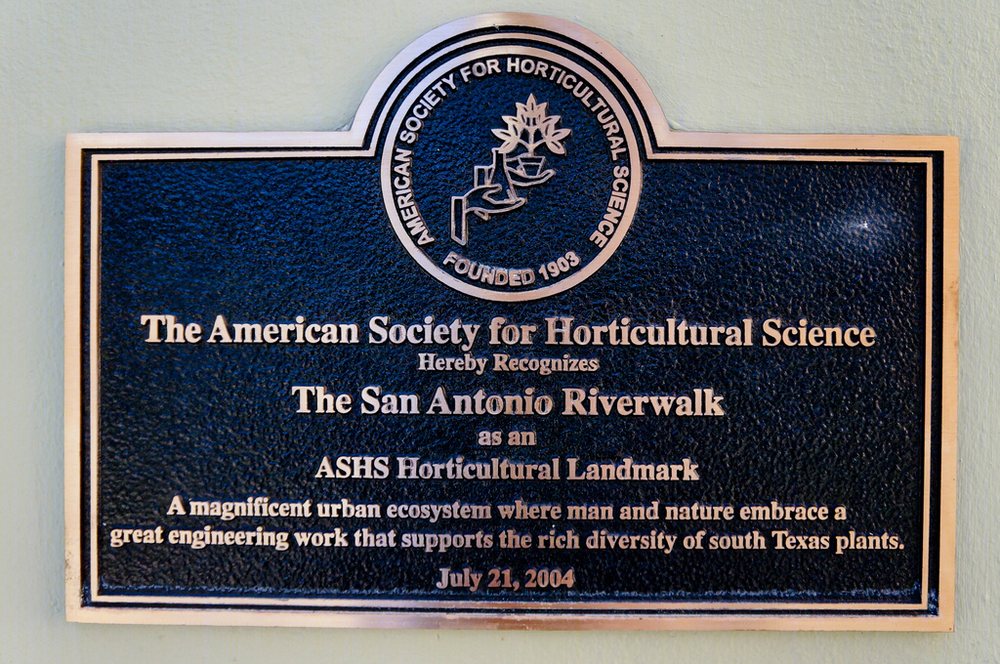 AMERICAN SOCIETY FOR HORTICULTURAL SCIENCE
FOUNDED 1903
The American Society for Horticultural Science
Hereby Recognizes
The San Antonio Riverwalk
as an
ASHS Horticultural Landmark
A magnificent urban ecosystem where man and nature embrace a
great engineering work that supports the rich diversity of south Texas plants.
July 21, 2004